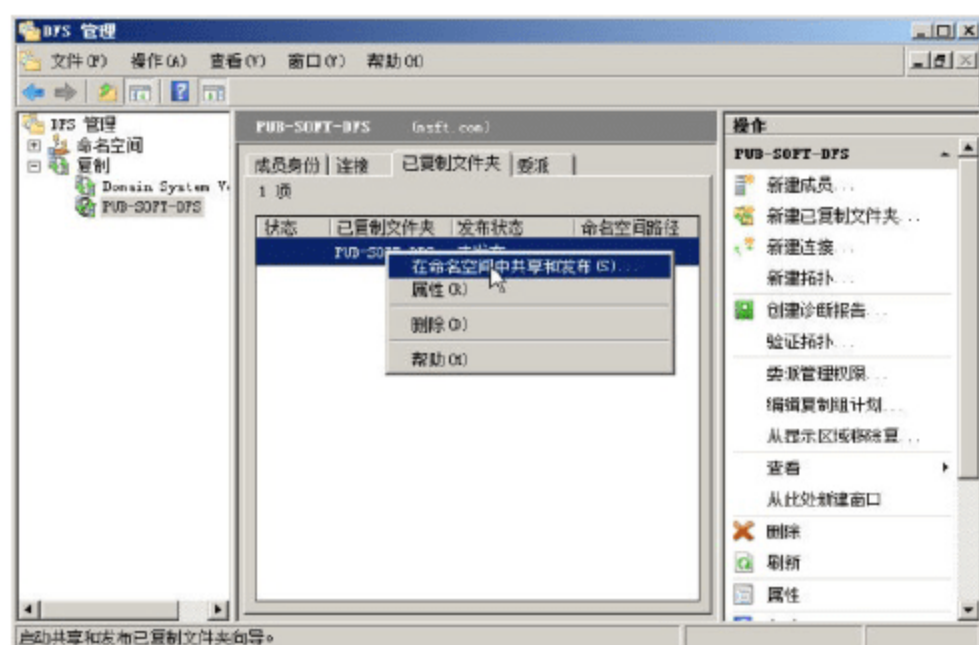 DFS 管理
文件(F) 操作(A) 查看(V) 窗口(W) 帮助(H)
DFS 管理
命名空间
复制
Domain System V
PUB-SOFT-DFS
PUB-SOFT-DFS (msft.com)
成员身份 连接 已复制文件夹 委派
1 项
状态 已复制文件夹 发布状态 命名空间路径
PUB-SOFT-DFS 未发布
在命名空间中共享和发布(S)...
属性(R)
删除(D)
帮助(H)
操作
PUB-SOFT-DFS
新建成员...
新建已复制文件夹...
新建连接...
新建拓扑...
创建诊断报告...
验证拓扑...
委派管理权限...
编辑复制组计划...
从显示区域移除复...
查看
从此处新建窗口
删除
刷新
属性
启动共享和发布已复制文件夹向导。